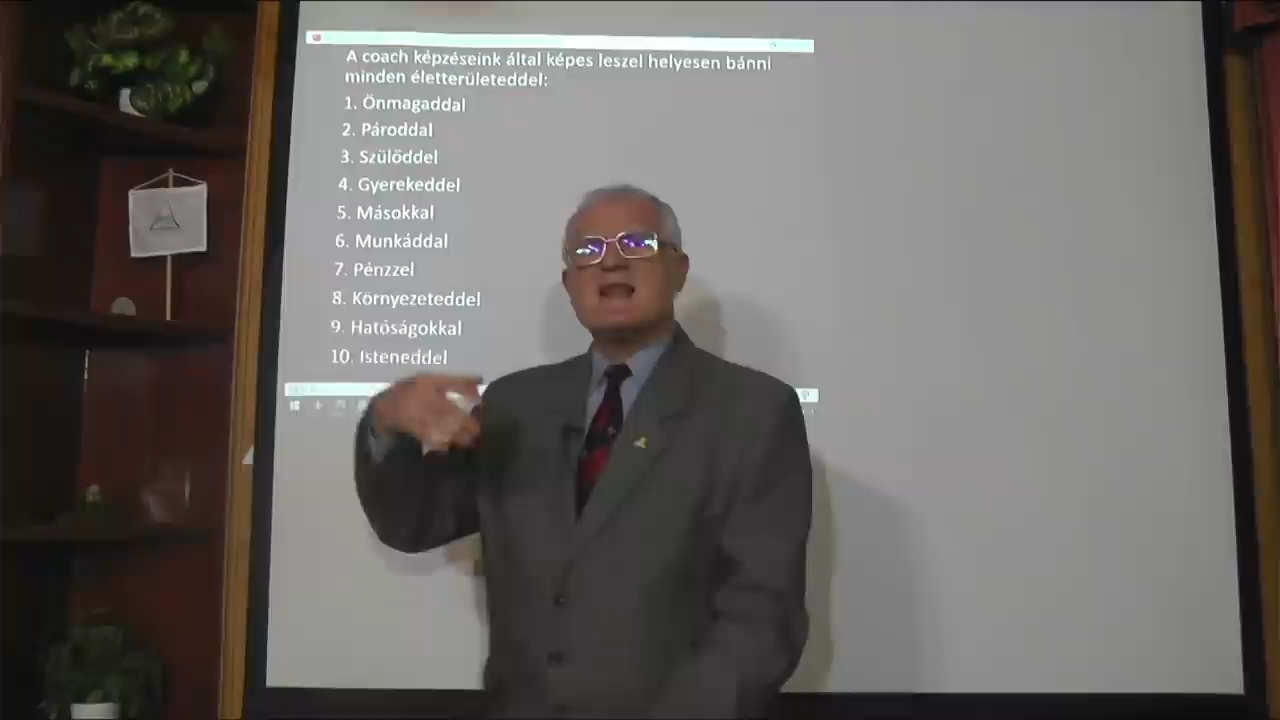 A coach képzéseink által képes leszel helyesen bánni
minden életterületeddel:
1. Önmagaddal
2. Pároddal
3. Szülőddel
4. Gyerekeddel
5. Másokkal
6. Munkáddal
7. Pénzzel
8. Környezeteddel
9. Hatóságokkal
10. Isteneddel